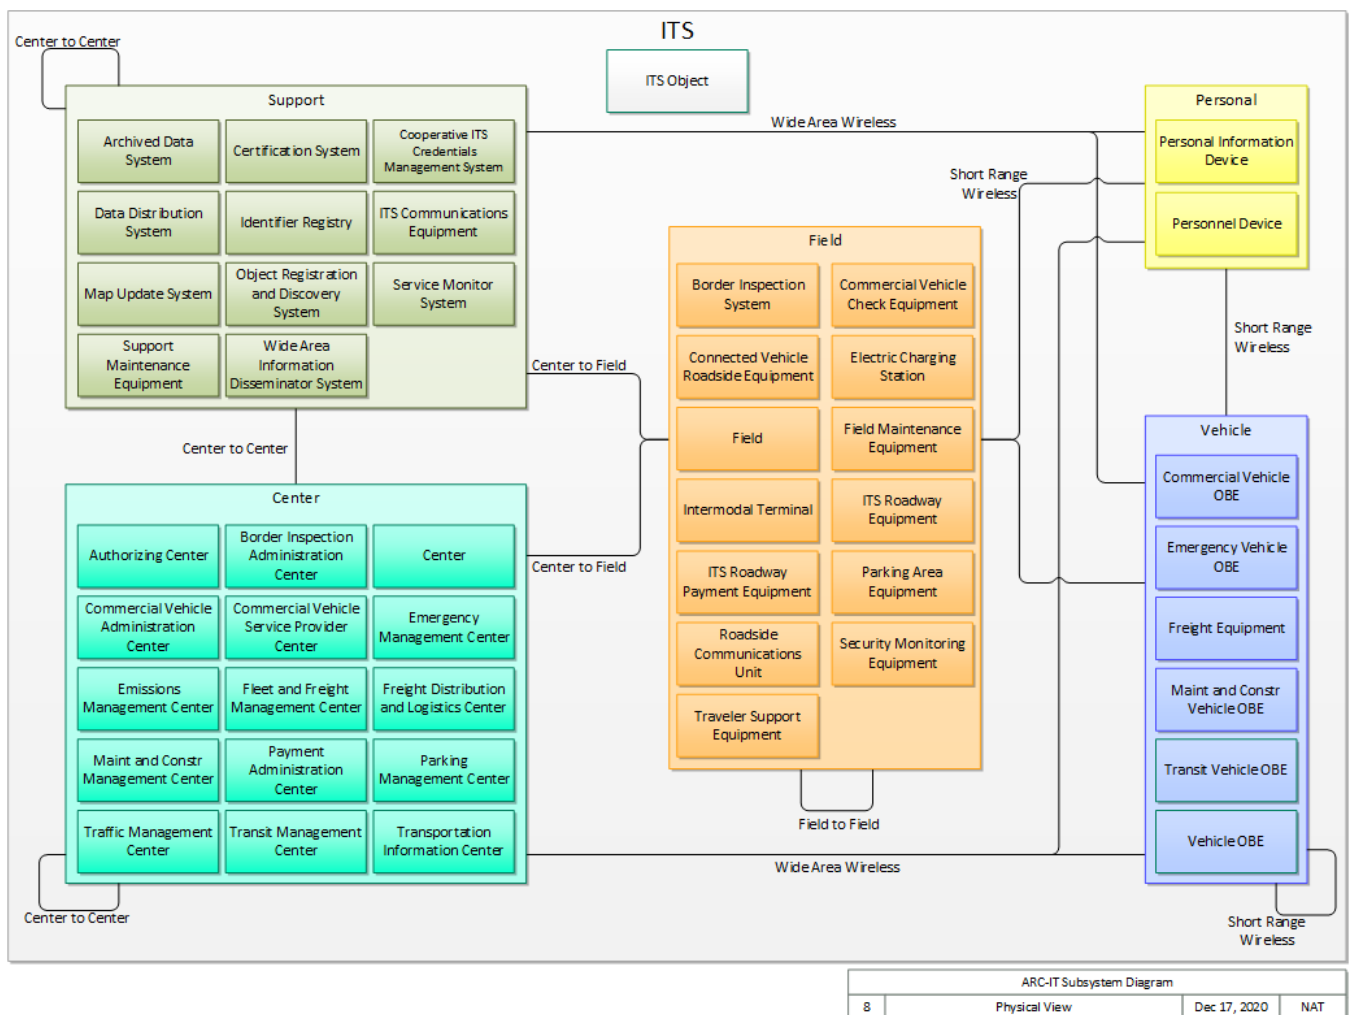 ITS
Center to Center
ITS Object
Support
Archived Data
System
Certification System
Cooperative ITS
Credentials
Management System
Data Distribution
System
Identifier Registry
ITS Communications
Equipment
Map Update System
Object Registration
and Discovery
System
Service Monitor
System
Support
Maintenance
Equipment
Wide Area
Information
Disseminator System
Wide Area Wireless
Short Range
Wireless
Personal
Personal Information
Device
Personnel Device
Short Range
Wireless
Center to Field
Center to Center
Center to Field
Field
Border Inspection
System
Commercial Vehicle
Check Equipment
Connected Vehicle
Roadside Equipment
Electric Charging
Station
Field
Field Maintenance
Equipment
Intermodal Terminal
ITS Roadway
Equipment
ITS Roadway
Payment Equipment
Parking Area
Equipment
Roadside
Communications
Unit
Security Monitoring
Equipment
Traveler Support
Equipment
Field to Field
Center
Authorizing Center
Border Inspection
Administration
Center
Center
Commercial Vehicle
Administration
Center
Commercial Vehicle
Service Provider
Center
Emergency
Management Center
Emissions
Management Center
Fleet and Freight
Management Center
Freight Distribution
and Logistics Center
Maint and Constr
Management Center
Payment
Administration
Center
Parking
Management Center
Traffic Management
Center
Transit Management
Center
Transportation
Information Center
Center to Center
Wide Area Wireless
Vehicle
Commercial Vehicle
OBE
Emergency Vehicle
OBE
Freight Equipment
Maint and Constr
Vehicle OBE
Transit Vehicle OBE
Vehicle OBE
Short Range
Wireless
ARC-IT Subsystem Diagram
8 Physical View Dec 17, 2020 NAT